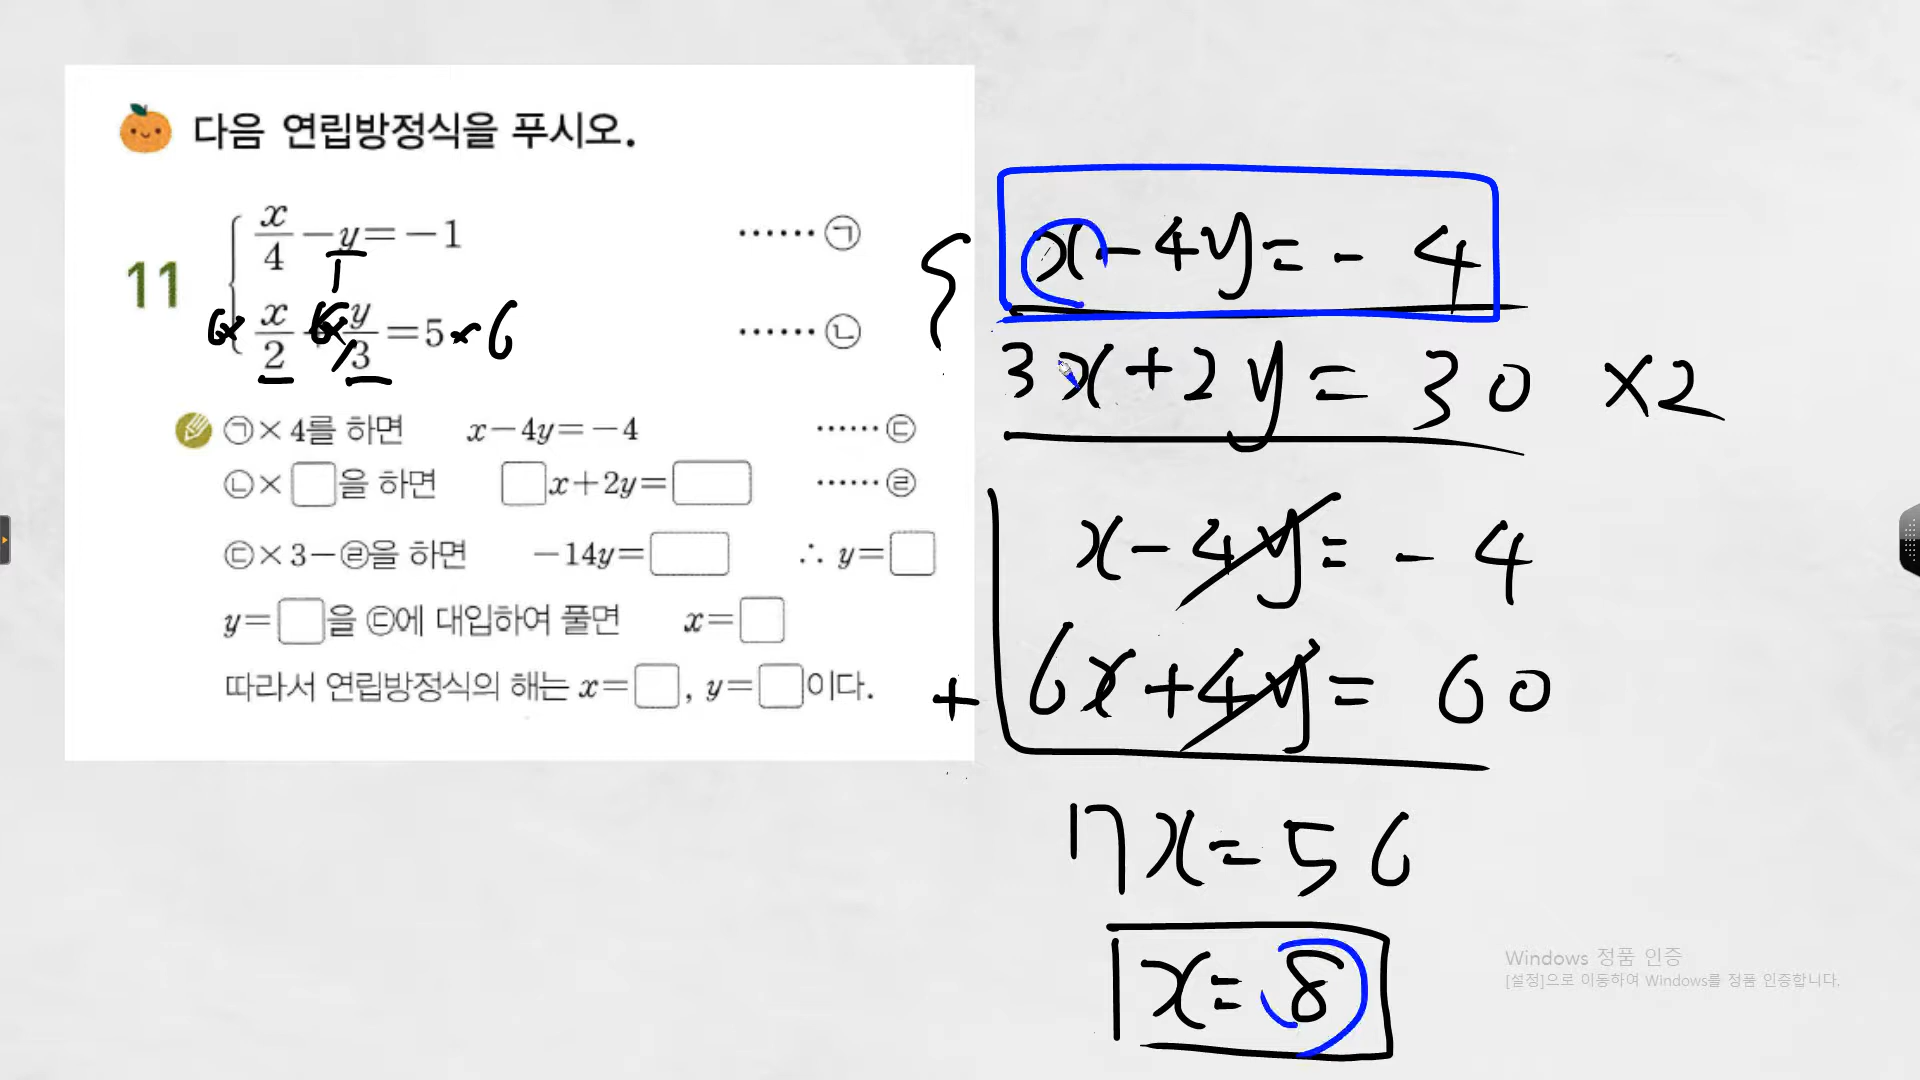 다음 연립방정식을 푸시오.
11
x/4 - y = -1 ······ ㉠
x/2 + y/3 = 5 ······ ㉡
1
6× 6× ×6
㉠×4를 하면 x-4y=-4 ······ ㉢
㉡×□을 하면 □x+2y=□ ······ ㉣
㉢×3-㉣을 하면 -14y=□ ∴ y=□
y=□을 ㉢에 대입하여 풀면 x=□
따라서 연립방정식의 해는 x=□, y=□이다.
x-4y=-4
3x+2y=30 ×2
x-4y=-4
+ 6x+4y=60
7x=56
x=8
Windows 정품 인증
[설정]으로 이동하여 Windows를 정품 인증합니다.